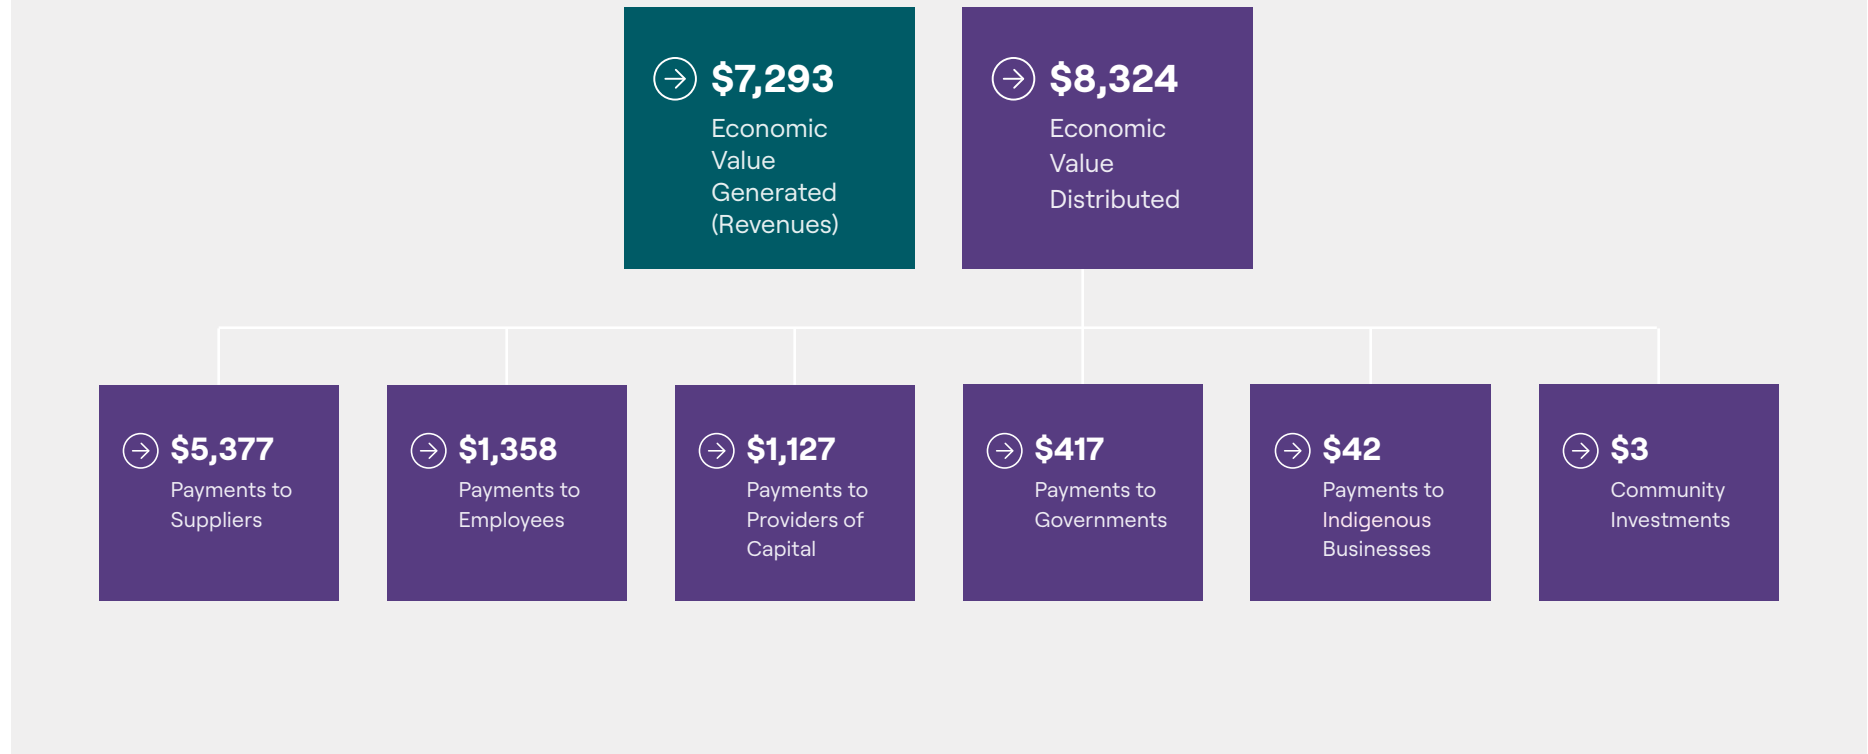 $7,293
Economic
Value
Generated
(Revenues)
$8,324
Economic
Value
Distributed
$5,377
Payments to
Suppliers
$1,358
Payments to
Employees
$1,127
Payments to
Providers of
Capital
$417
Payments to
Governments
$42
Payments to
Indigenous
Businesses
$3
Community
Investments